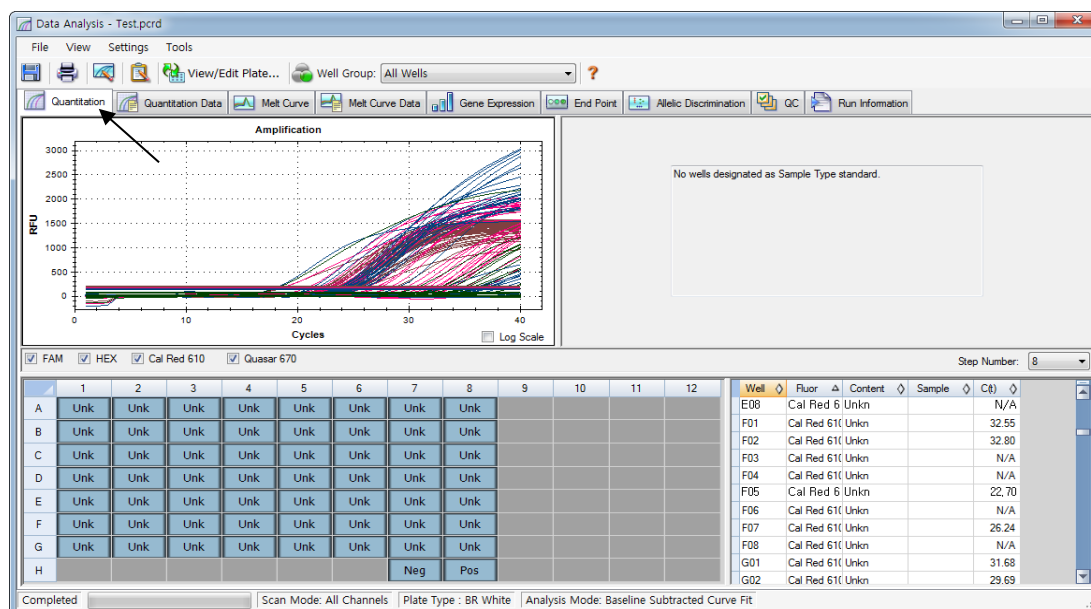 Data Analysis - Test.pcrd
File View Settings Tools
View/Edit Plate... Well Group: All Wells ?
Quantitation Quantitation Data Melt Curve Melt Curve Data Gene Expression End Point Allelic Discrimination QC Run Information
Amplification
3000
2500
2000
1500
1000
500
0
RFU
0 10 20 30 40
Cycles
Log Scale
No wells designated as Sample Type standard.
FAM HEX Cal Red 610 Quasar 670 Step Number: 8
1 2 3 4 5 6 7 8 9 10 11 12
A Unk Unk Unk Unk Unk Unk Unk Unk
B Unk Unk Unk Unk Unk Unk Unk Unk
C Unk Unk Unk Unk Unk Unk Unk Unk
D Unk Unk Unk Unk Unk Unk Unk Unk
E Unk Unk Unk Unk Unk Unk Unk Unk
F Unk Unk Unk Unk Unk Unk Unk Unk
G Unk Unk Unk Unk Unk Unk Unk Unk
H Neg Pos
Well Fluor Content Sample C(t)
E08 Cal Red 6 Unkn N/A
F01 Cal Red 610 Unkn 32.55
F02 Cal Red 610 Unkn 32.80
F03 Cal Red 610 Unkn N/A
F04 Cal Red 610 Unkn N/A
F05 Cal Red 6 Unkn 22,70
F06 Cal Red 610 Unkn N/A
F07 Cal Red 610 Unkn 26.24
F08 Cal Red 610 Unkn N/A
G01 Cal Red 610 Unkn 31.68
G02 Cal Red 610 Unkn 29.69
Completed Scan Mode: All Channels Plate Type : BR White Analysis Mode: Baseline Subtracted Curve Fit